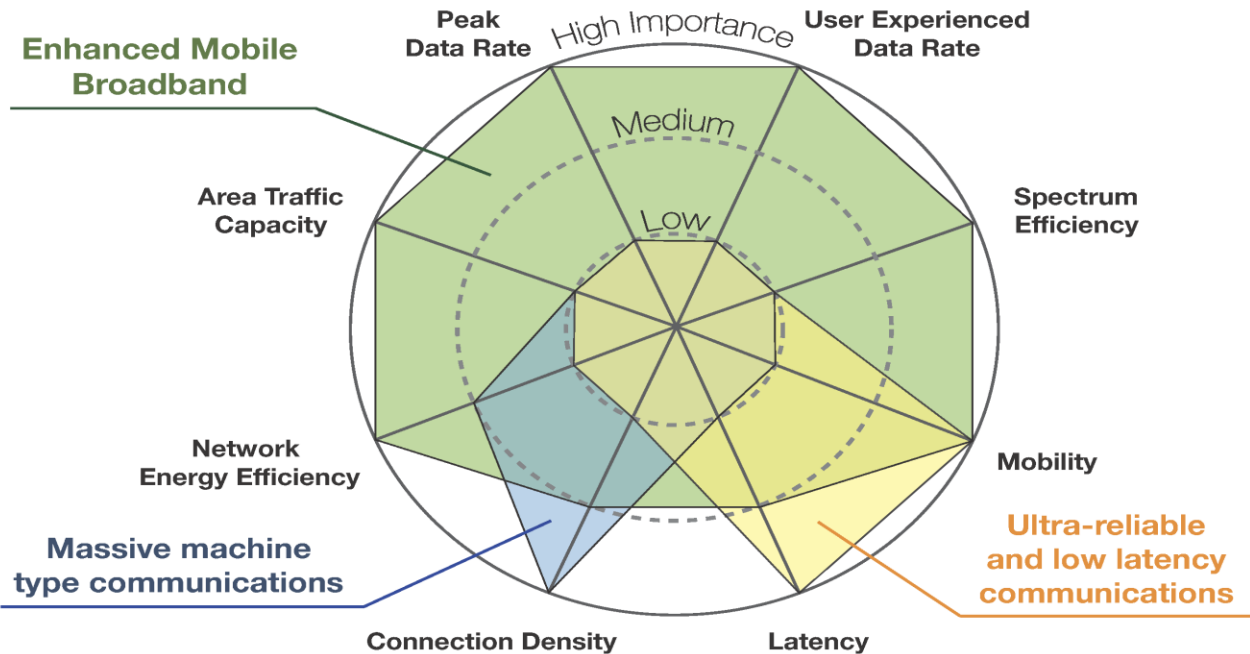 Peak
Data Rate
High Importance
User Experienced
Data Rate
Enhanced Mobile
Broadband
Medium
Area Traffic
Capacity
Low
Spectrum
Efficiency
Network
Energy Efficiency
Mobility
Massive machine
type communications
Ultra-reliable
and low latency
communications
Connection Density
Latency